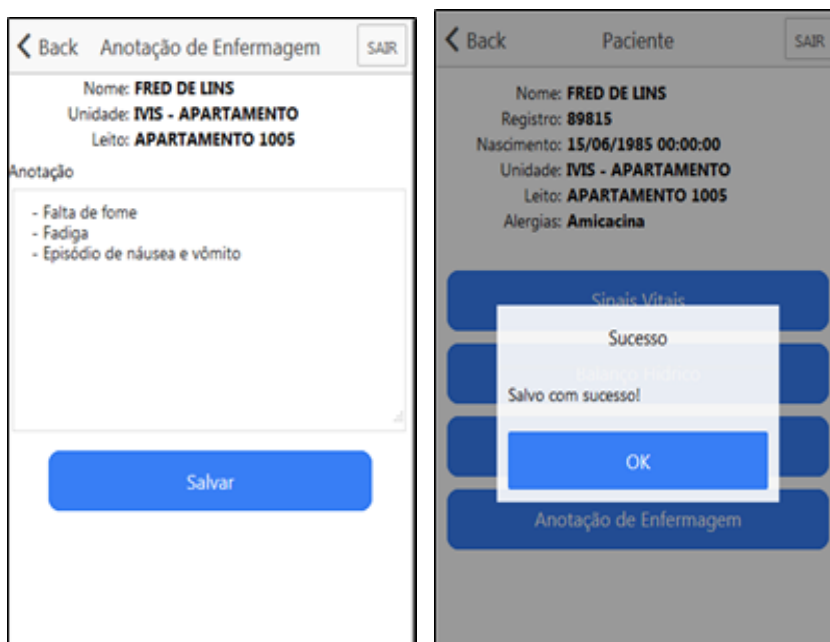 Back Anotação de Enfermagem SAIR
Nome: FRED DE LINS
Unidade: IVIS - APARTAMENTO
Leito: APARTAMENTO 1005
Anotação
- Falta de fome
- Fadiga
- Episódio de náusea e vômito
Salvar
Back Paciente SAIR
Nome: FRED DE LINS
Registro: 89815
Nascimento: 15/06/1985 00:00:00
Unidade: IVIS - APARTAMENTO
Leito: APARTAMENTO 1005
Alergias: Amicacina
Sinais Vitais
Sucesso
Balanço Hídrico
Salvo com sucesso!
OK
Anotação de Enfermagem